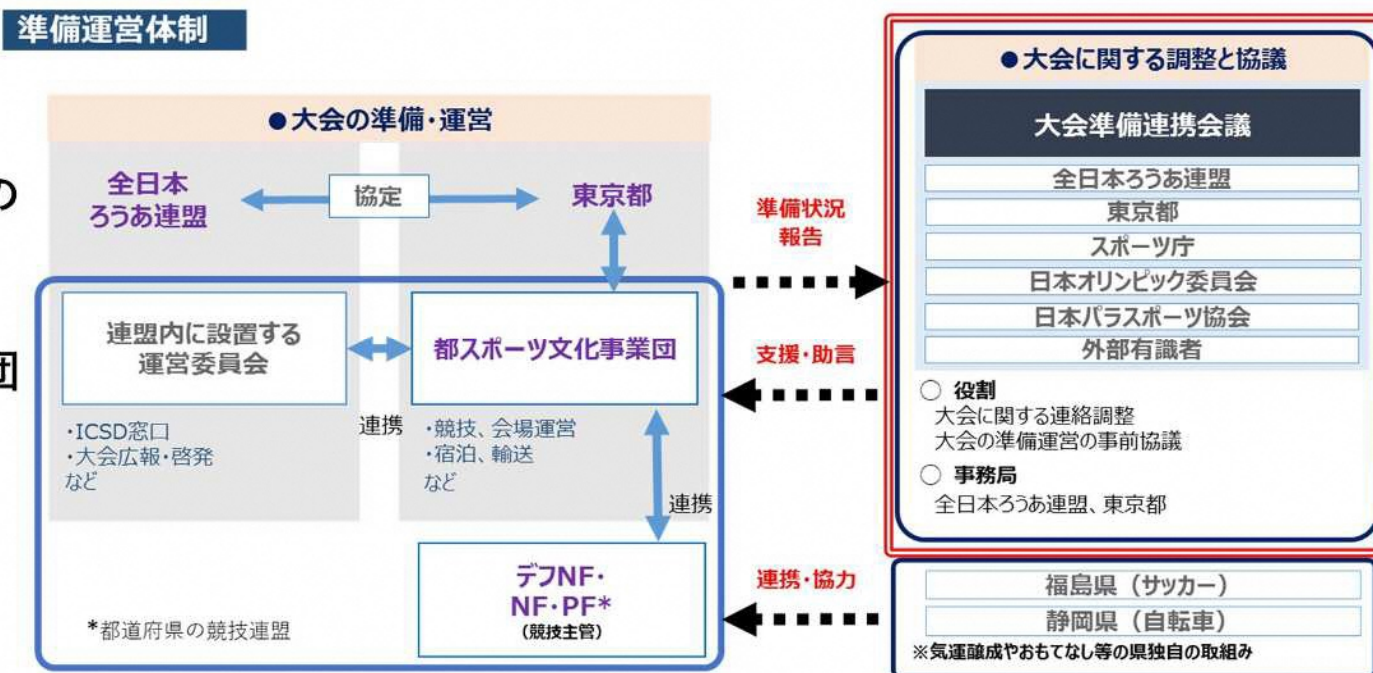 準備運営体制
の
団
●大会の準備・運営
全日本
ろうあ連盟
協定
東京都
連盟内に設置する
運営委員会
都スポーツ文化事業団
連携
・ICSD窓口
・大会広報・啓発
など
・競技、会場運営
・宿泊、輸送
など
連携
デフNF・
NF・PF*
(競技主管)
*都道府県の競技連盟
準備状況
報告
支援・助言
連携・協力
●大会に関する調整と協議
大会準備連携会議
全日本ろうあ連盟
東京都
スポーツ庁
日本オリンピック委員会
日本パラスポーツ協会
外部有識者
○ 役割
大会に関する連絡調整
大会の準備運営の事前協議
○ 事務局
全日本ろうあ連盟、東京都
福島県（サッカー）
静岡県（自転車）
※気運醸成やおもてなし等の県独自の取組み